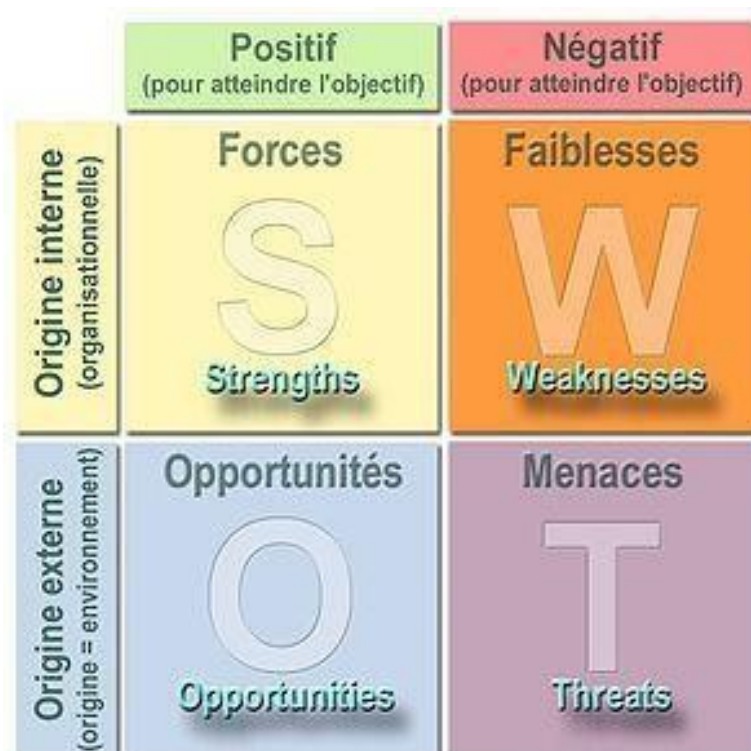 Positif
(pour atteindre l'objectif)
Négatif
(pour atteindre l'objectif)
Origine interne
(organisationnelle)
Forces
S
Strengths
Faiblesses
W
Weaknesses
Origine externe
(origine = environnement)
Opportunités
O
Opportunities
Menaces
T
Threats